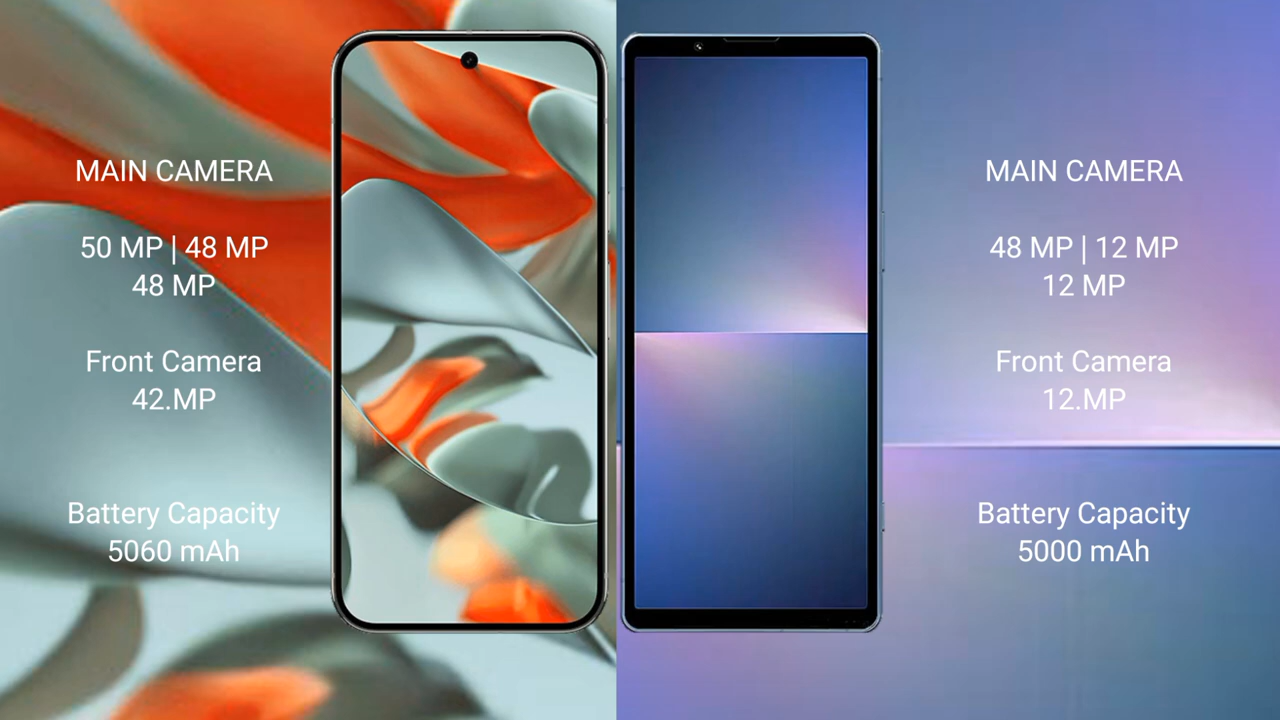 MAIN CAMERA
50 MP | 48 MP
48 MP
Front Camera
42.MP
Battery Capacity
5060 mAh
MAIN CAMERA
48 MP | 12 MP
12 MP
Front Camera
12.MP
Battery Capacity
5000 mAh